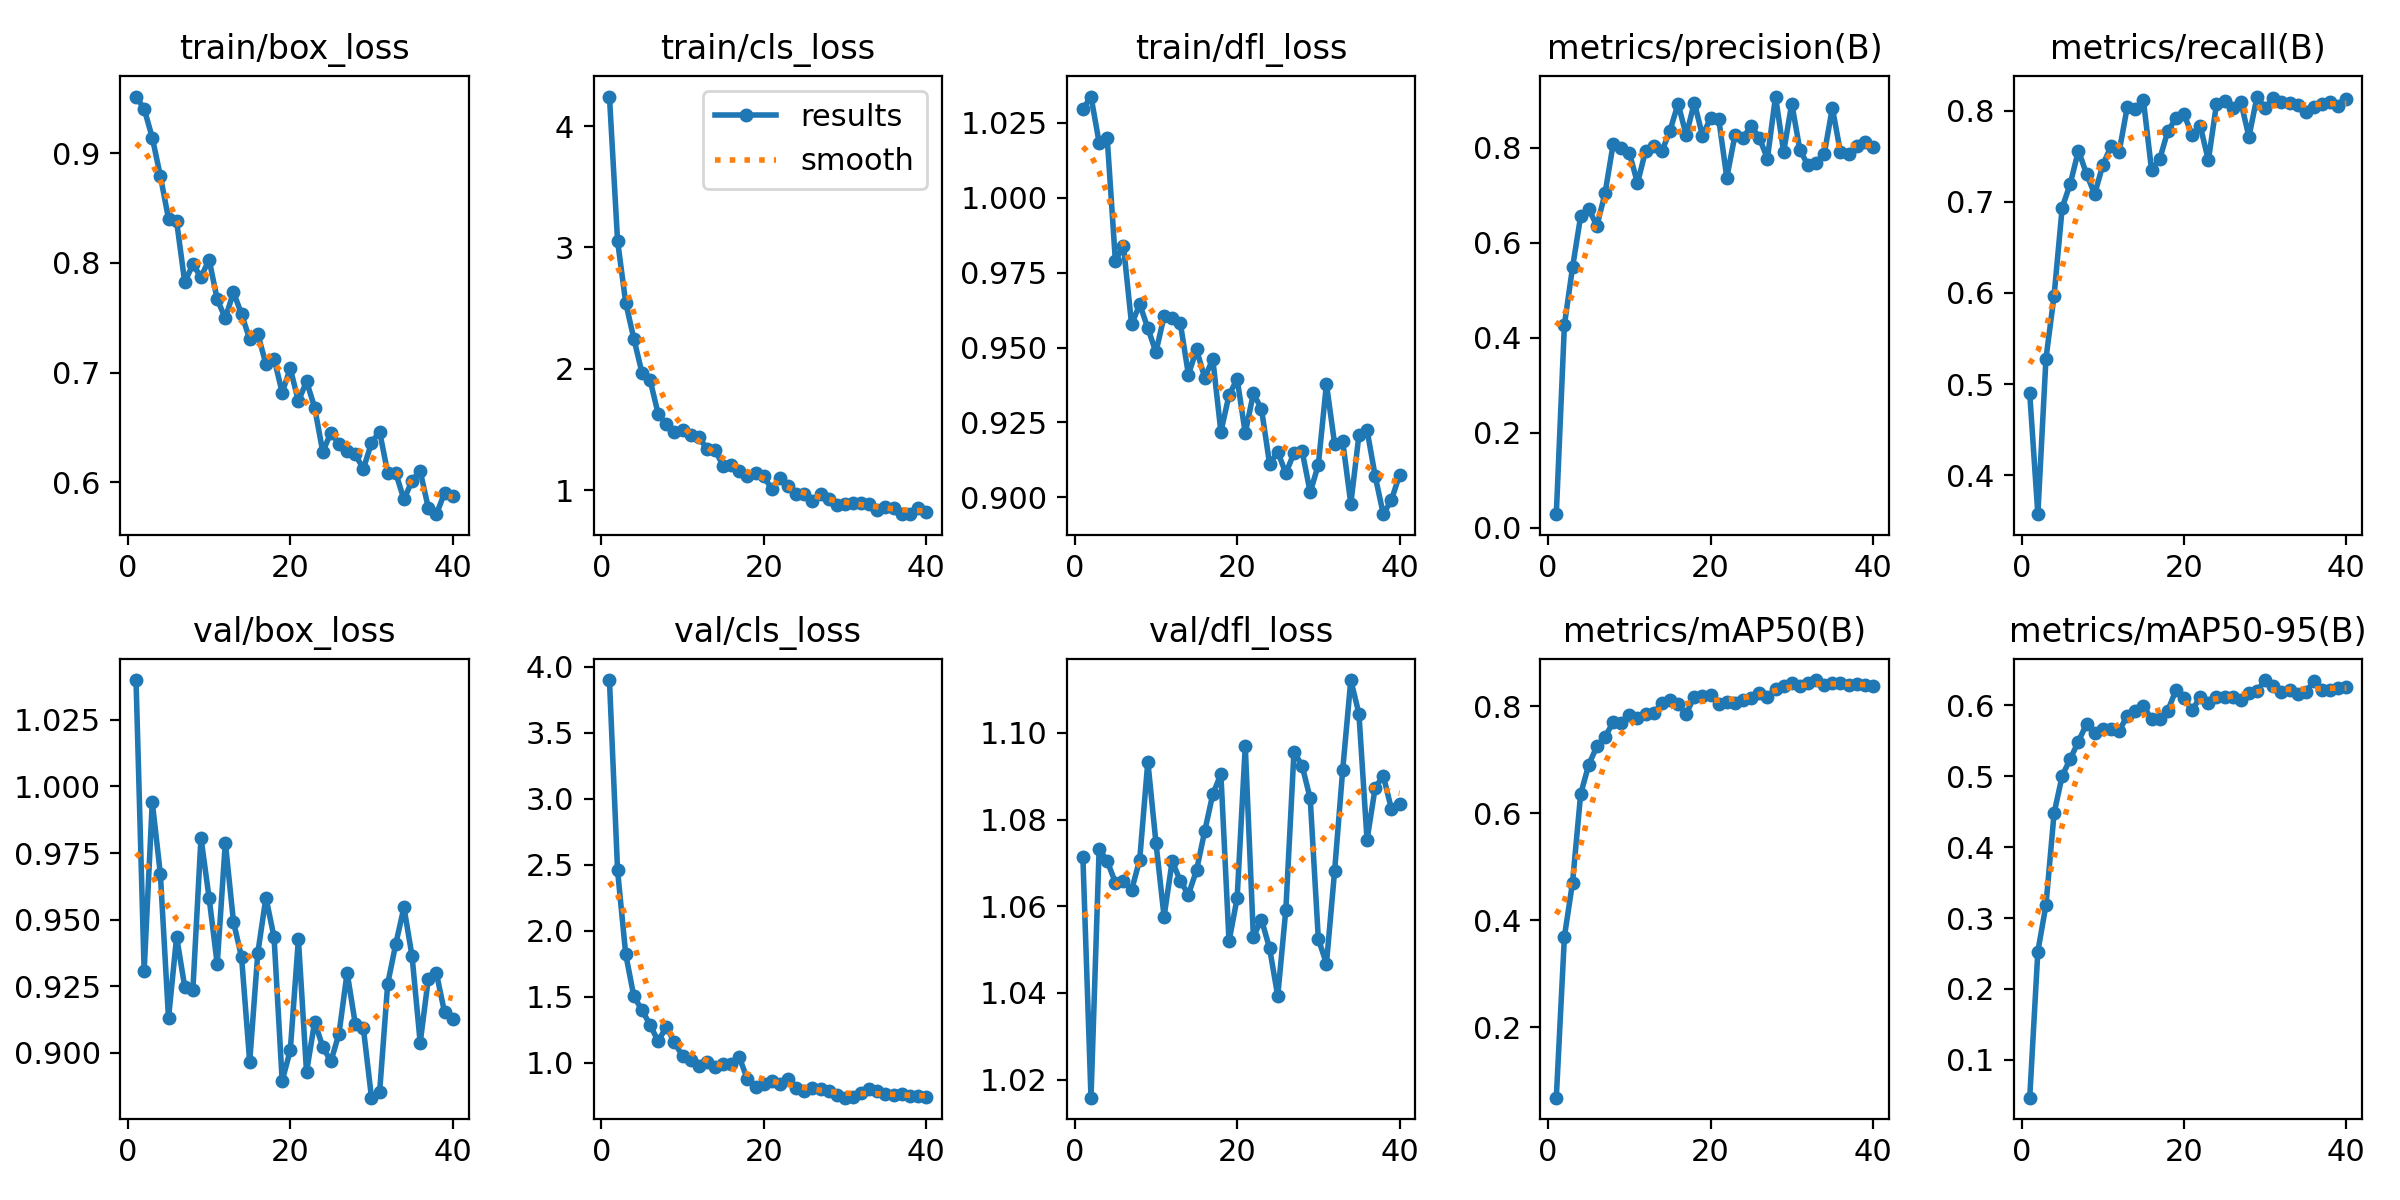 train/box_loss
0.9
0.8
0.7
0.6
0 20 40
train/cls_loss
results
smooth
4
3
2
1
0 20 40
train/dfl_loss
1.025
1.000
0.975
0.950
0.925
0.900
0 20 40
metrics/precision(B)
0.8
0.6
0.4
0.2
0.0
0 20 40
metrics/recall(B)
0.8
0.7
0.6
0.5
0.4
0 20 40
val/box_loss
1.025
1.000
0.975
0.950
0.925
0.900
0 20 40
val/cls_loss
4.0
3.5
3.0
2.5
2.0
1.5
1.0
0 20 40
val/dfl_loss
1.10
1.08
1.06
1.04
1.02
0 20 40
metrics/mAP50(B)
0.8
0.6
0.4
0.2
0 20 40
metrics/mAP50-95(B)
0.6
0.5
0.4
0.3
0.2
0.1
0 20 40